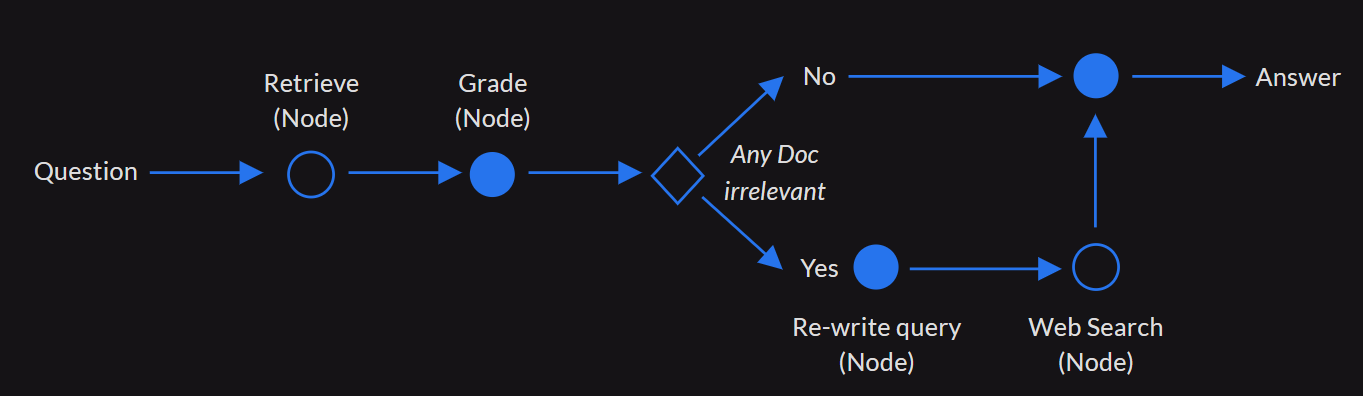 Question
Retrieve
(Node)
Grade
(Node)
Any Doc
irrelevant
No
Answer
Yes
Re-write query
(Node)
Web Search
(Node)